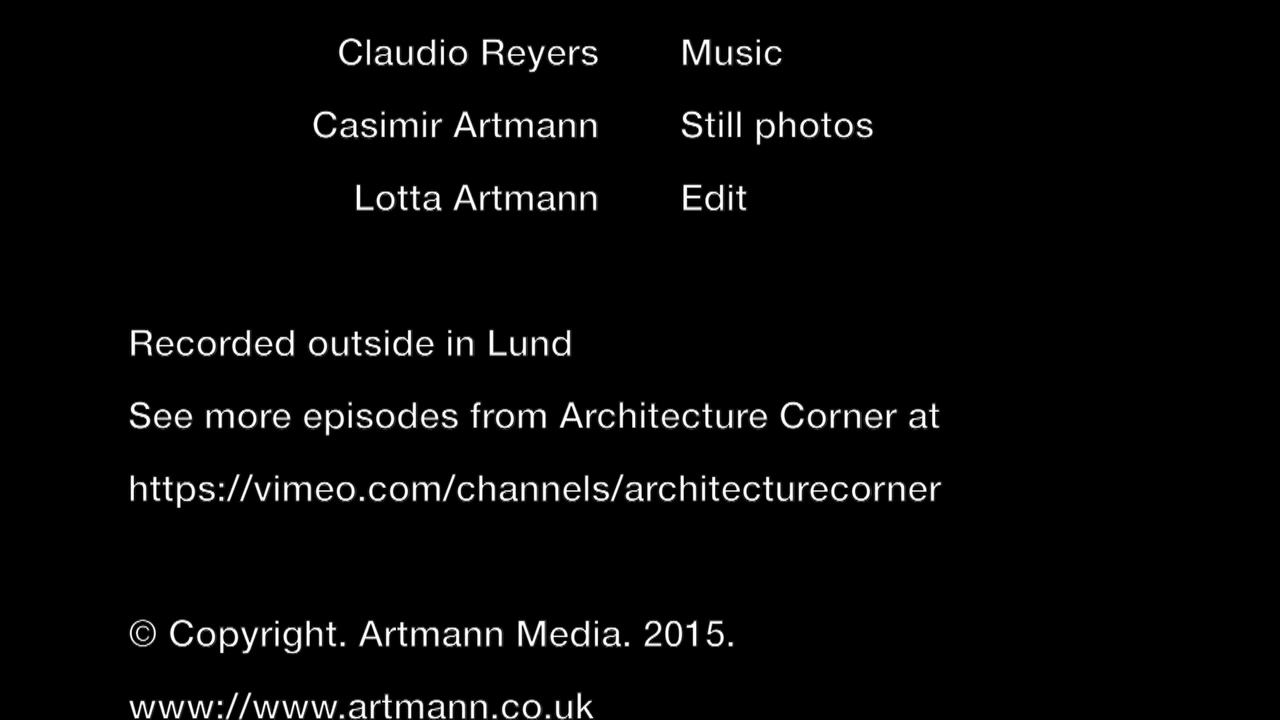 Claudio Reyers Music
Casimir Artmann Still photos
Lotta Artmann Edit
Recorded outside in Lund
See more episodes from Architecture Corner at
https://vimeo.com/channels/architecturecorner
© Copyright. Artmann Media. 2015.
www://www.artmann.co.uk